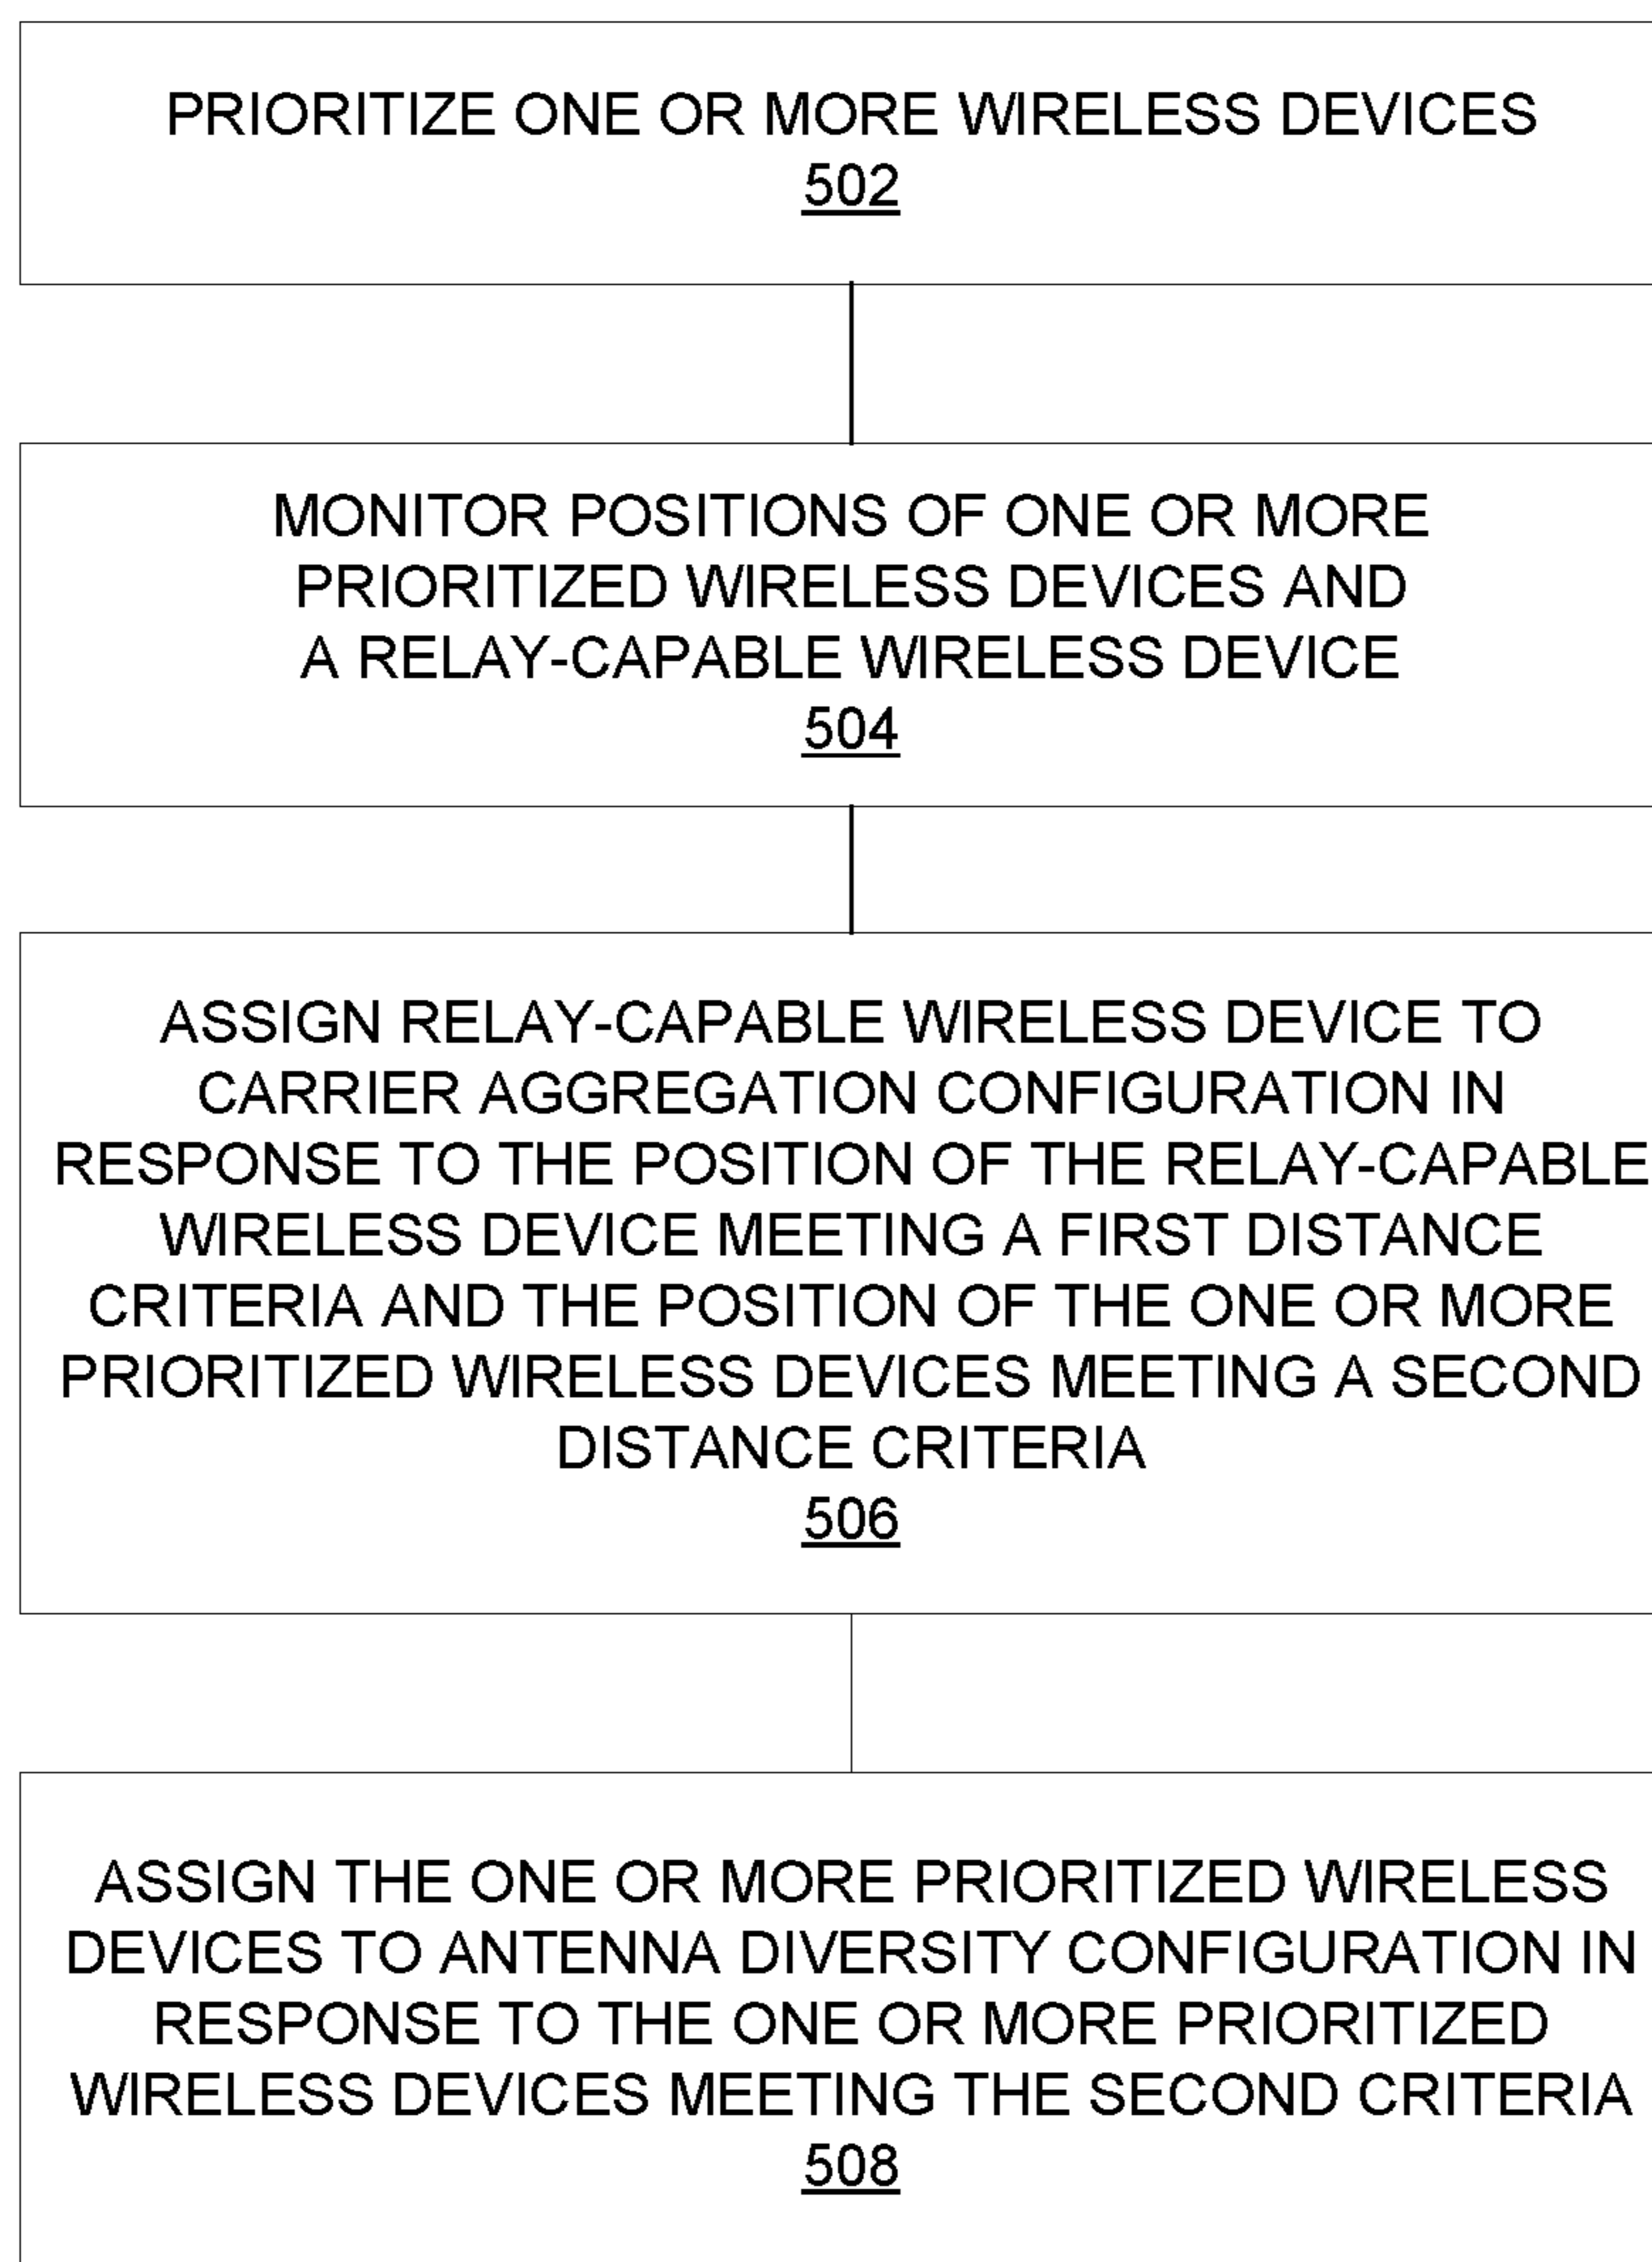 PRIORITIZE ONE OR MORE WIRELESS DEVICES
502
MONITOR POSITIONS OF ONE OR MORE
PRIORITIZED WIRELESS DEVICES AND
A RELAY-CAPABLE WIRELESS DEVICE
504
ASSIGN RELAY-CAPABLE WIRELESS DEVICE TO
CARRIER AGGREGATION CONFIGURATION IN
RESPONSE TO THE POSITION OF THE RELAY-CAPABLE
WIRELESS DEVICE MEETING A FIRST DISTANCE
CRITERIA AND THE POSITION OF THE ONE OR MORE
PRIORITIZED WIRELESS DEVICES MEETING A SECOND
DISTANCE CRITERIA
506
ASSIGN THE ONE OR MORE PRIORITIZED WIRELESS
DEVICES TO ANTENNA DIVERSITY CONFIGURATION IN
RESPONSE TO THE ONE OR MORE PRIORITIZED
WIRELESS DEVICES MEETING THE SECOND CRITERIA
508